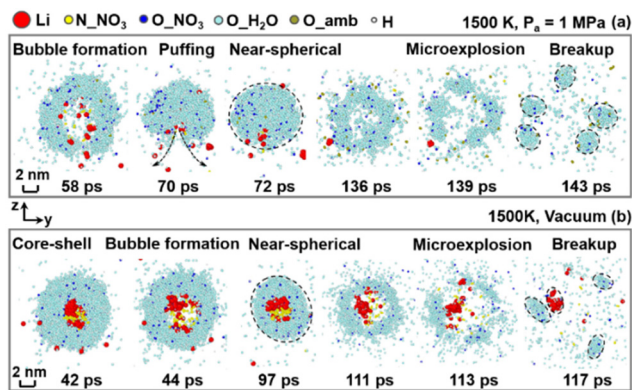 Li N_NO₃ O_NO₃ O_H₂O O_amb H 1500 K, Pₐ = 1 MPa (a)
Bubble formation Puffing Near-spherical Microexplosion Breakup
2 nm
58 ps 70 ps 72 ps 136 ps 139 ps 143 ps
z
y
1500K, Vacuum (b)
Core-shell Bubble formation Near-spherical Microexplosion Breakup
2 nm
42 ps 44 ps 97 ps 111 ps 113 ps 117 ps